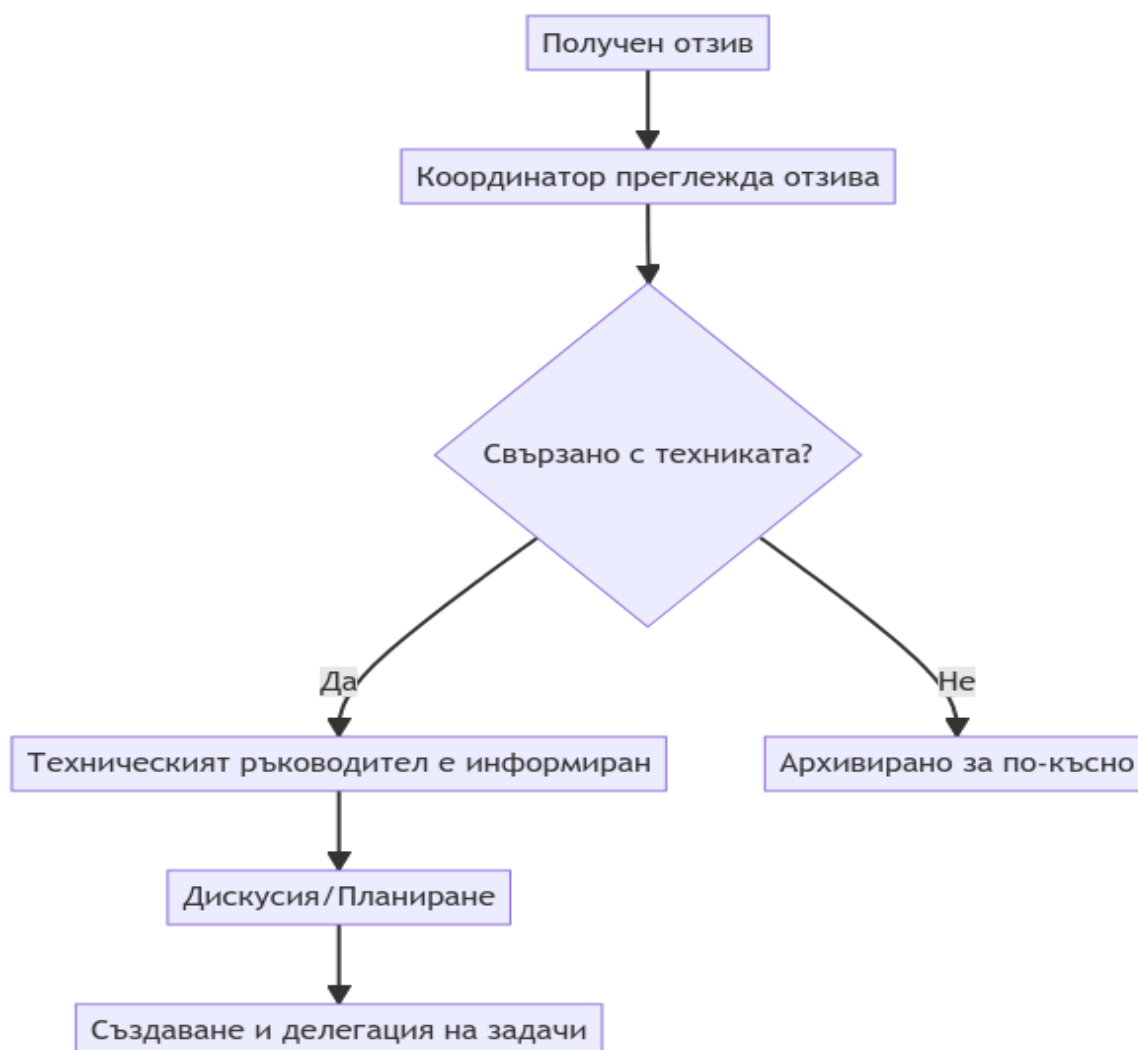 Получен отзив
Координатор преглежда отзива
Свързано с техниката?
Да
Не
Техническият ръководител е информиран
Архивирано за по-късно
Дискусия/Планиране
Създаване и делегация на задачи